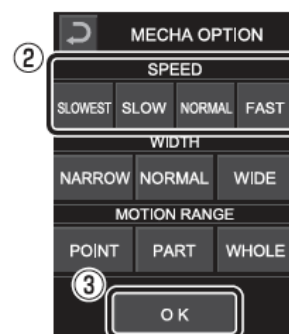 MECHA OPTION
②
SPEED
SLOWEST SLOW NORMAL FAST
WIDTH
NARROW NORMAL WIDE
MOTION RANGE
POINT PART WHOLE
③
OK